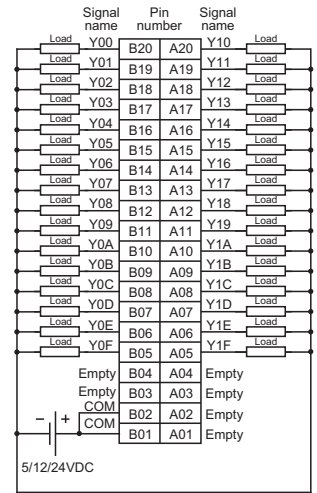 Signal name Pin number Signal name
Load Y00 B20 A20 Y10 Load
Load Y01 B19 A19 Y11 Load
Load Y02 B18 A18 Y12 Load
Load Y03 B17 A17 Y13 Load
Load Y04 B16 A16 Y14 Load
Load Y05 B15 A15 Y15 Load
Load Y06 B14 A14 Y16 Load
Load Y07 B13 A13 Y17 Load
Load Y08 B12 A12 Y18 Load
Load Y09 B11 A11 Y19 Load
Load Y0A B10 A10 Y1A Load
Load Y0B B09 A09 Y1B Load
Load Y0C B08 A08 Y1C Load
Load Y0D B07 A07 Y1D Load
Load Y0E B06 A06 Y1E Load
Load Y0F B05 A05 Y1F Load
Empty B04 A04 Empty
Empty B03 A03 Empty
COM B02 A02 Empty
− + COM B01 A01 Empty
5/12/24VDC